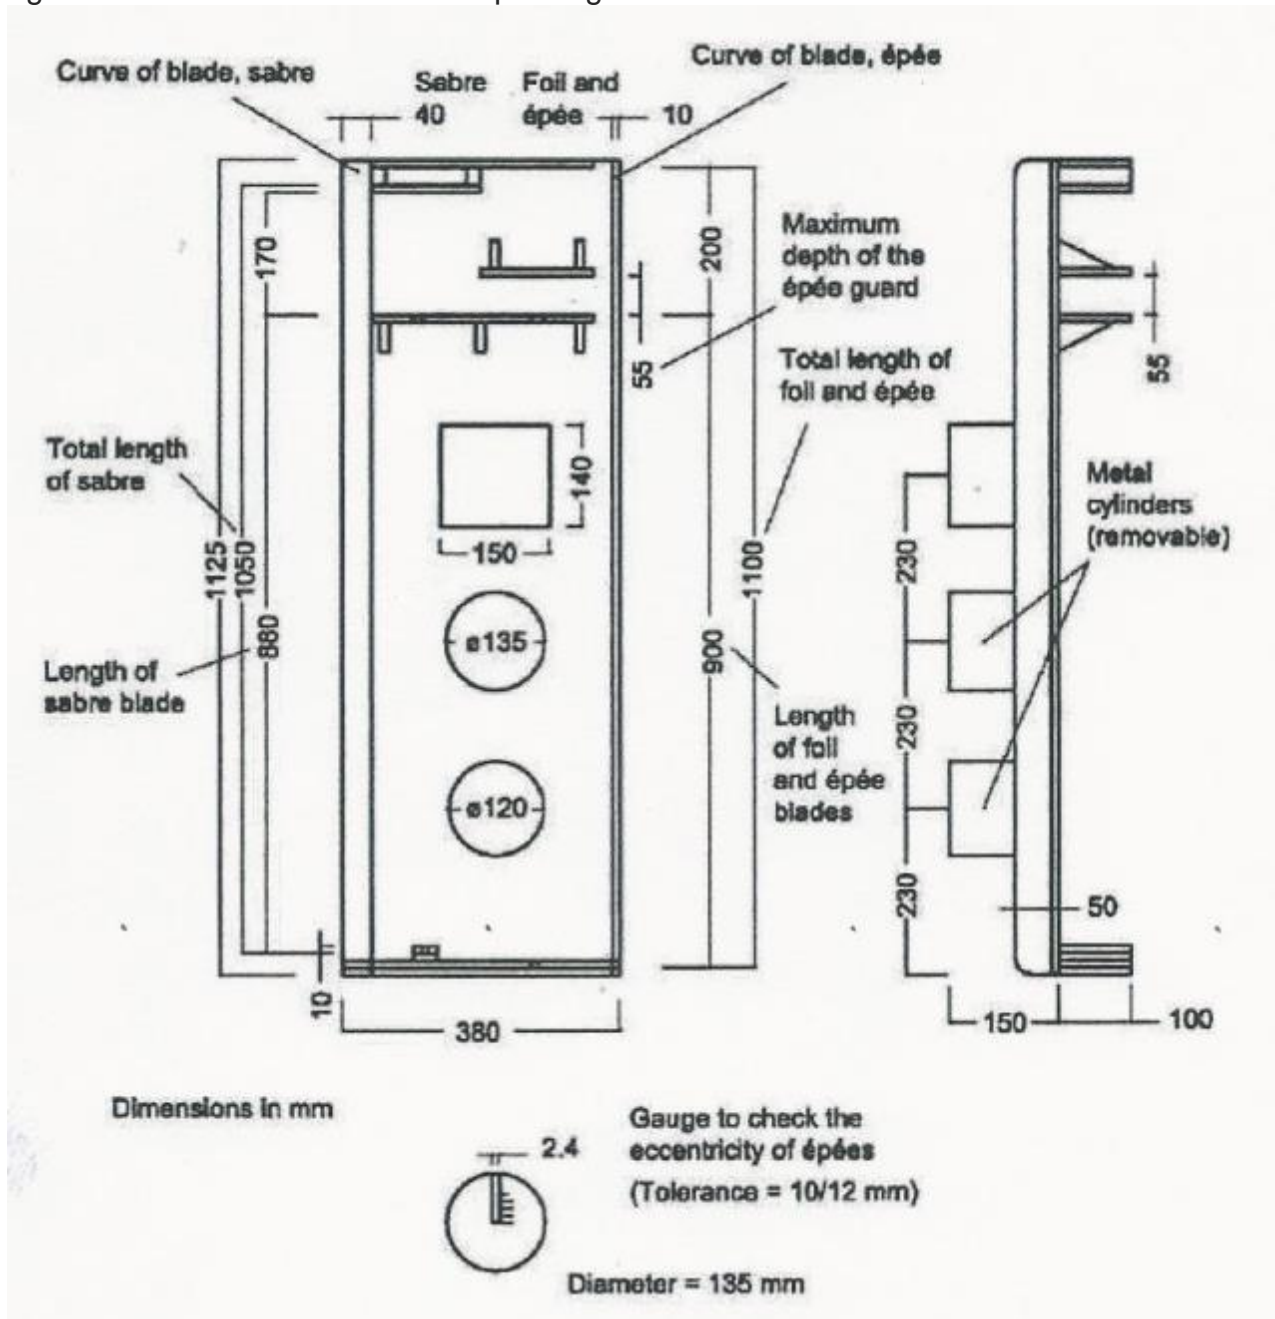 Curve of blade, sabre
Sabre
40
Foil and
épée
10
Curve of blade, épée
170
200
Maximum
depth of the
épée guard
55
55
Total length of
foil and épée
Total length
of sabre
140
150
Metal
cylinders
(removable)
1125
1050
880
1100
900
230
230
230
ø135
ø120
Length of
sabre blade
Length
of foil
and épée
blades
50
10
380
150
100
Dimensions in mm
2.4
Gauge to check the
eccentricity of épées
(Tolerance = 10/12 mm)
Diameter = 135 mm